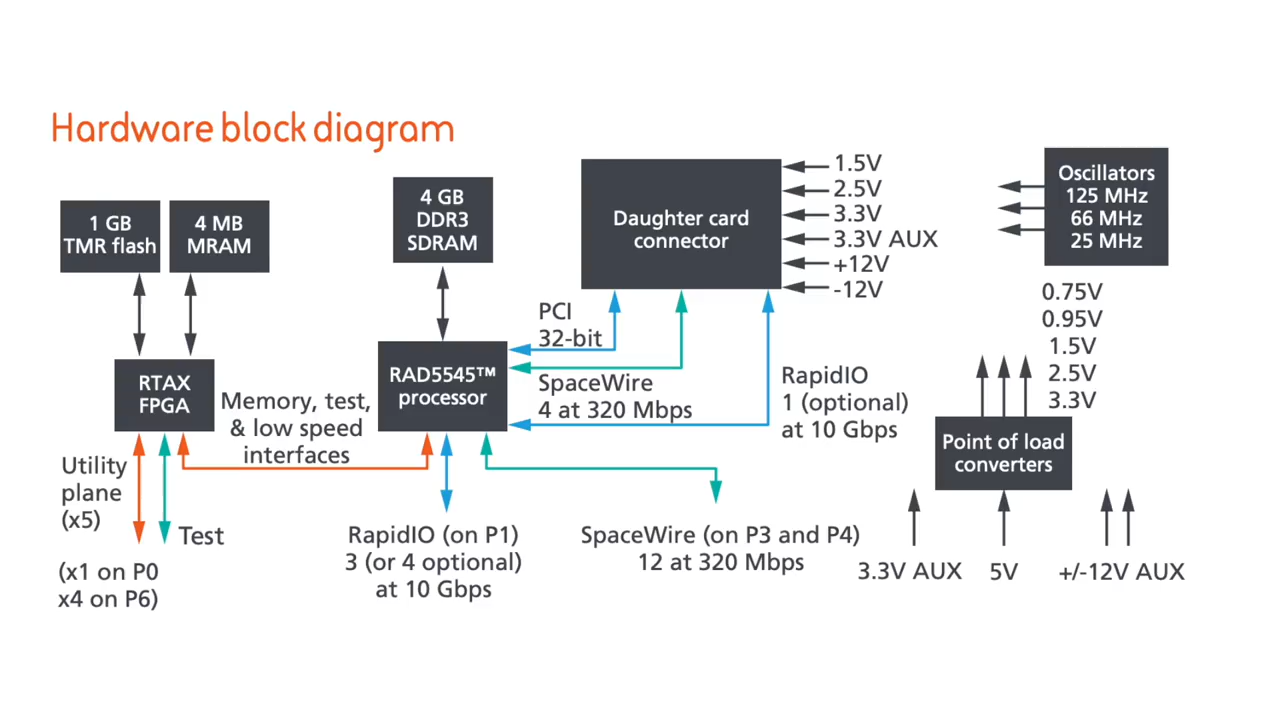 Hardware block diagram
1 GB
TMR flash
4 MB
MRAM
4 GB
DDR3
SDRAM
Daughter card
connector
1.5V
2.5V
3.3V
3.3V AUX
+12V
-12V
Oscillators
125 MHz
66 MHz
25 MHz
RTAX
FPGA
Memory, test,
& low speed
interfaces
RAD5545™
processor
PCI
32-bit
SpaceWire
4 at 320 Mbps
RapidIO
1 (optional)
at 10 Gbps
0.75V
0.95V
1.5V
2.5V
3.3V
Point of load
converters
Utility
plane
(x5)
Test
(x1 on P0
x4 on P6)
RapidIO (on P1)
3 (or 4 optional)
at 10 Gbps
SpaceWire (on P3 and P4)
12 at 320 Mbps
3.3V AUX
5V
+/-12V AUX